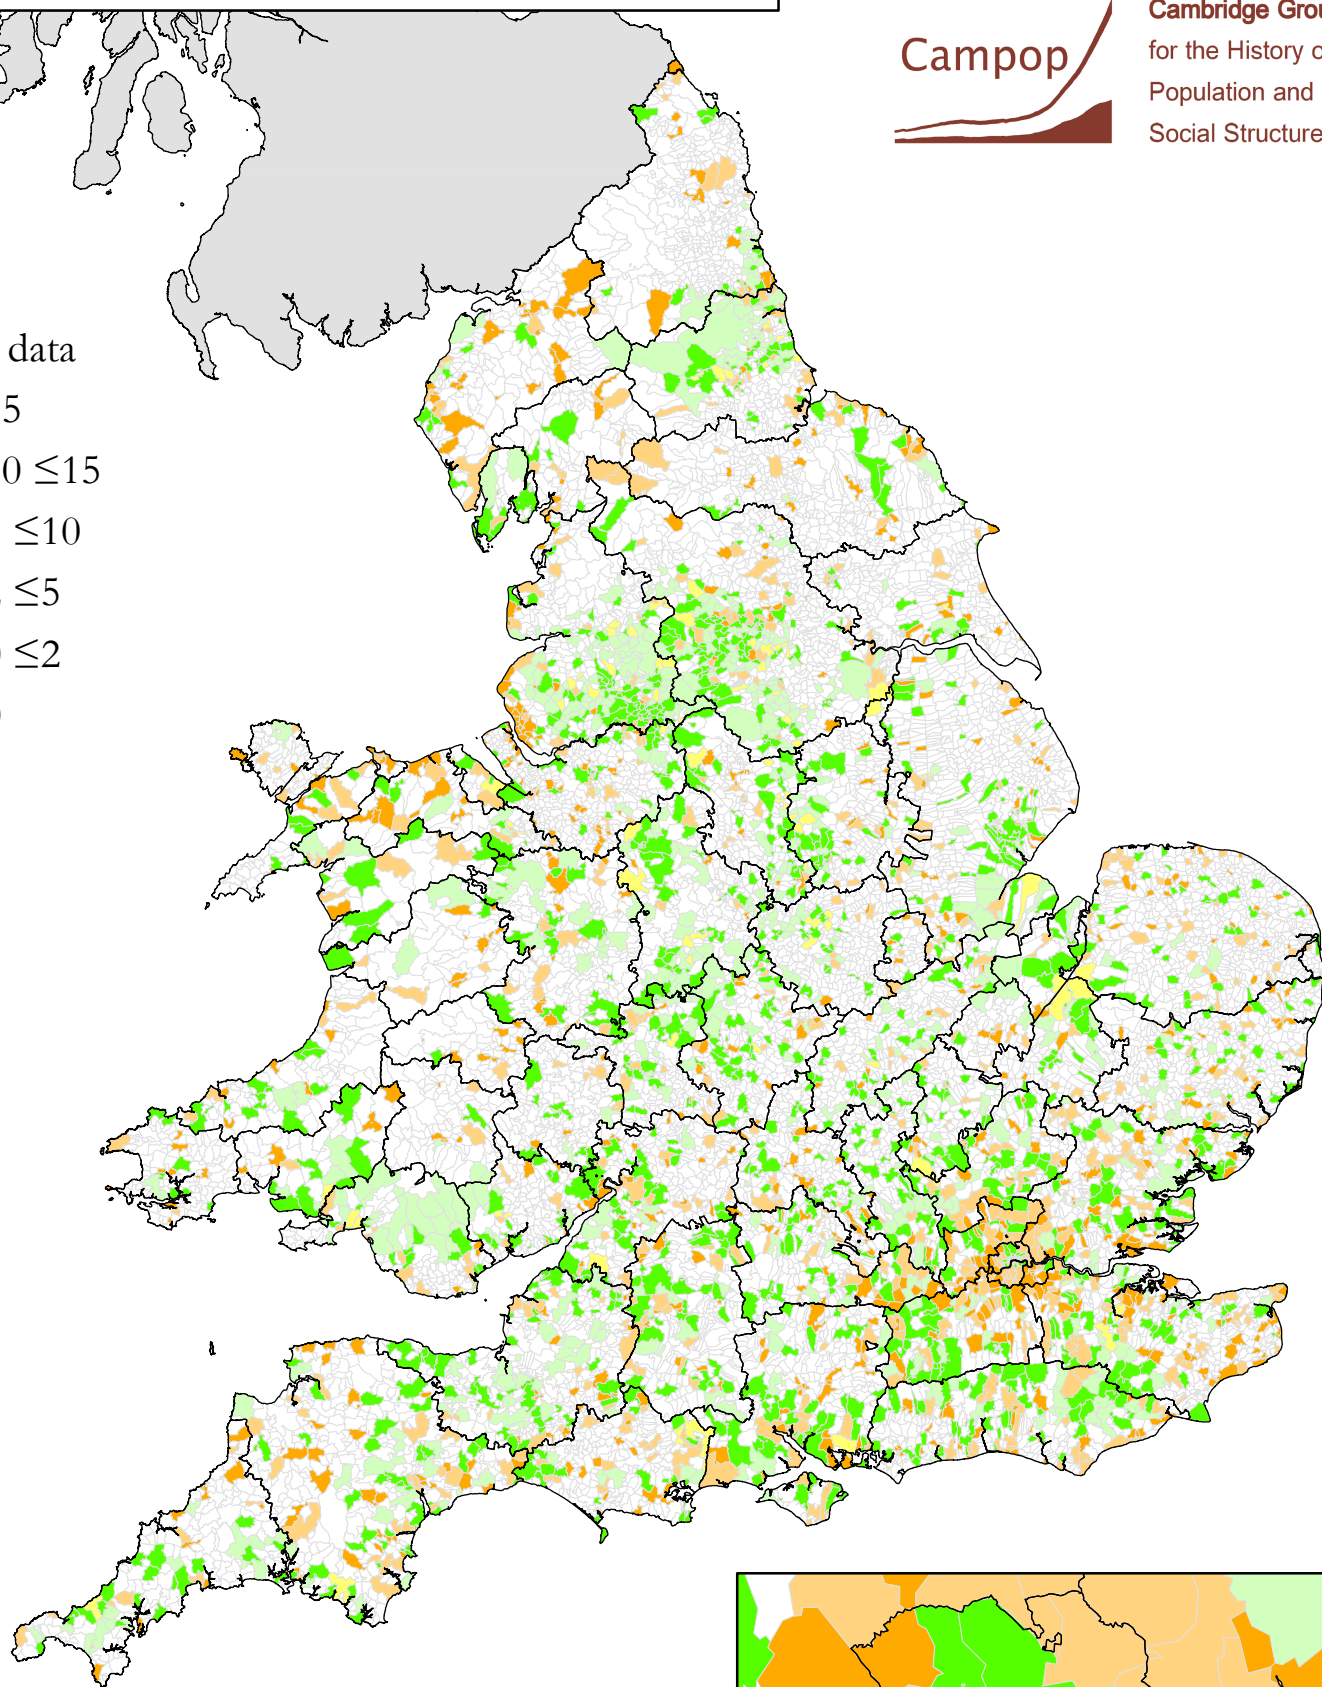 Campop
Cambridge Grou
for the History o
Population and
Social Structure
data
5
0 ≤15
≤10
≤5
≤2